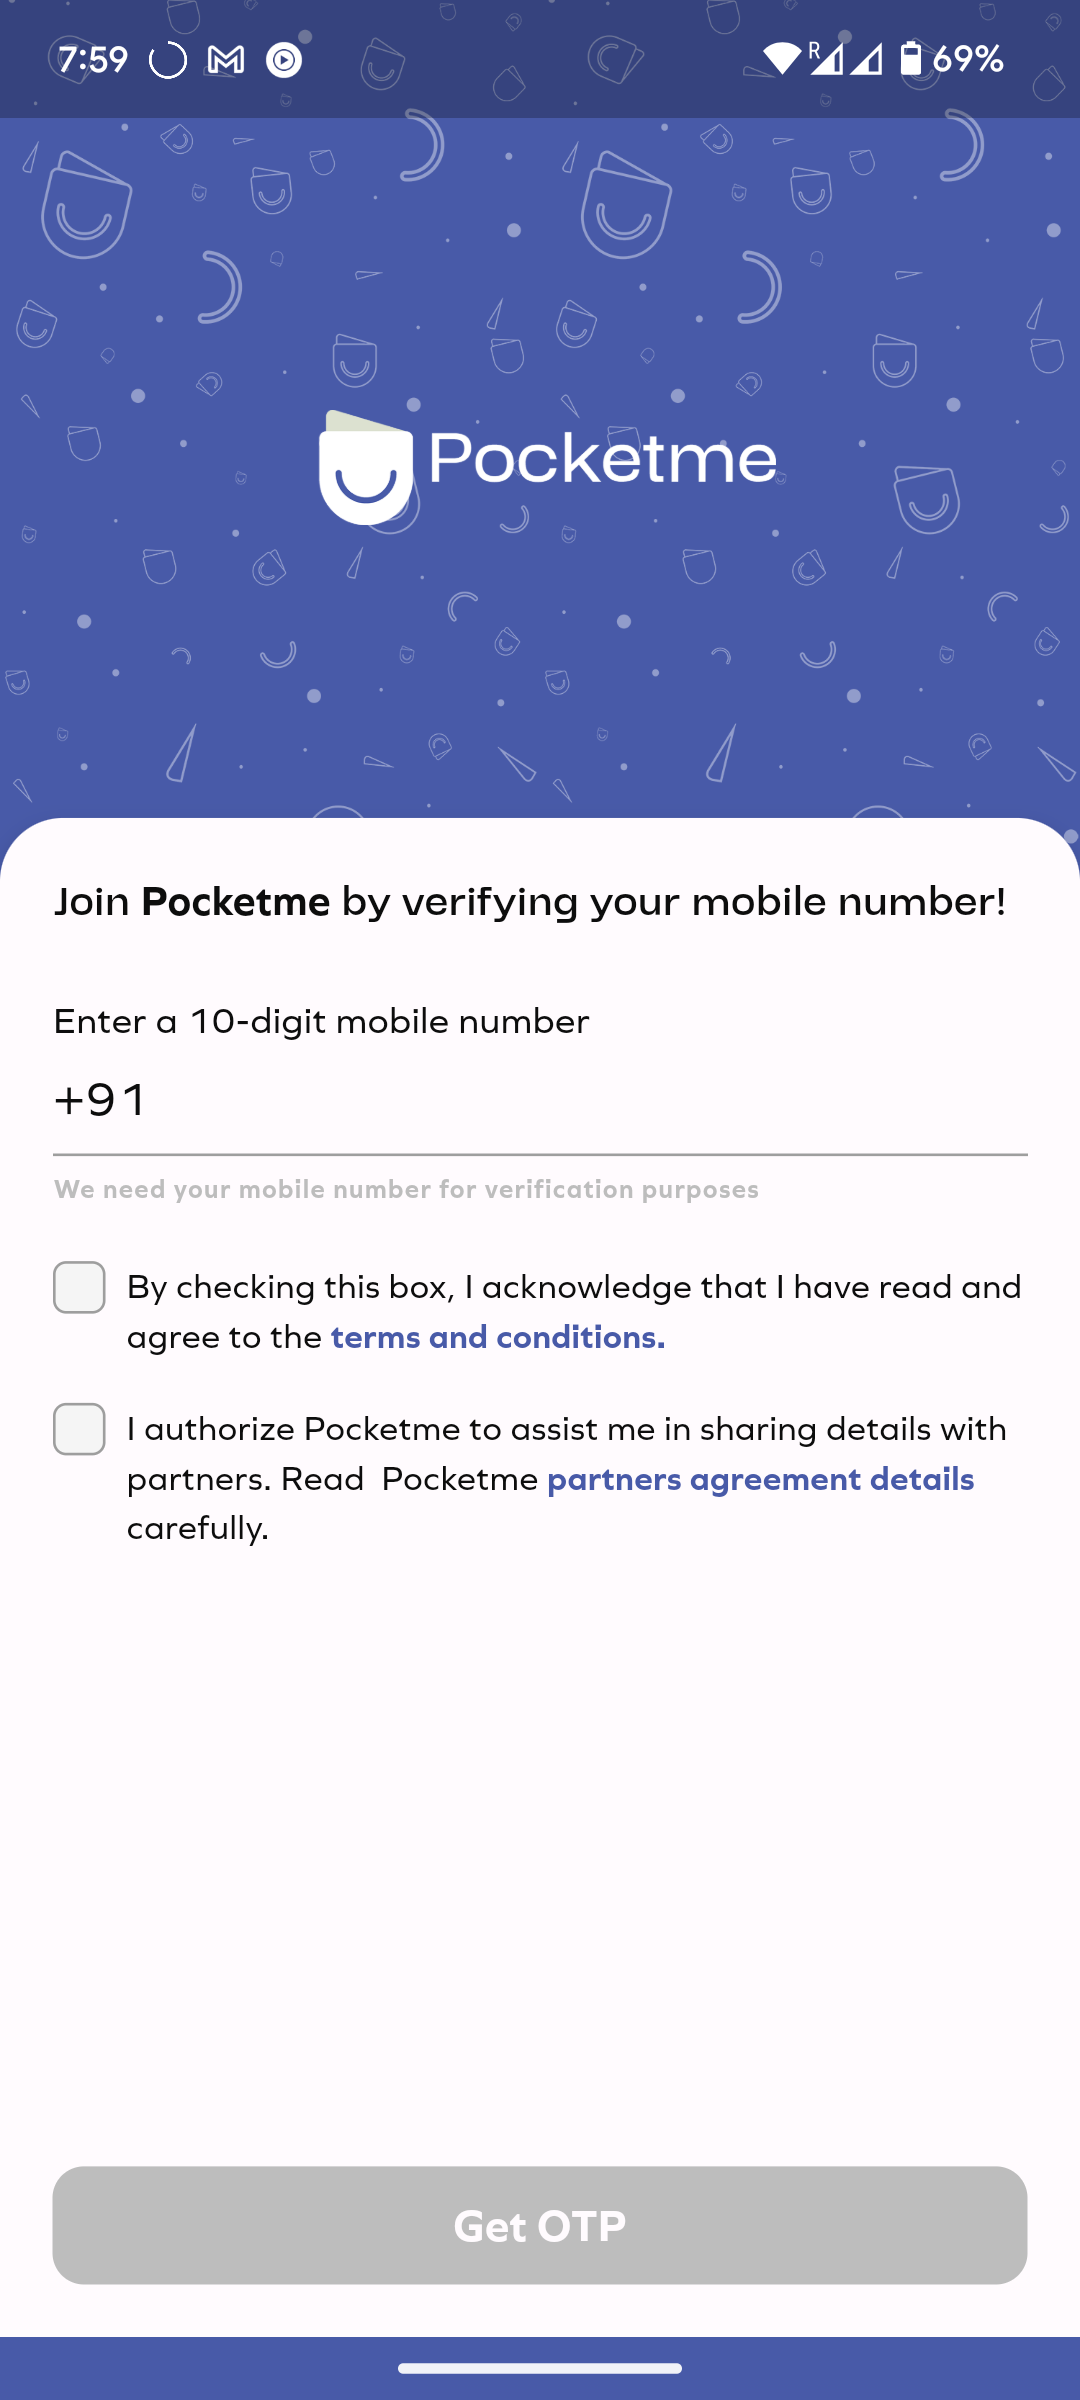 7:59 R 69%
Pocketme
Join Pocketme by verifying your mobile number!
Enter a 10-digit mobile number
+91
We need your mobile number for verification purposes
By checking this box, I acknowledge that I have read and
agree to the terms and conditions.
I authorize Pocketme to assist me in sharing details with
partners. Read Pocketme partners agreement details
carefully.
Get OTP